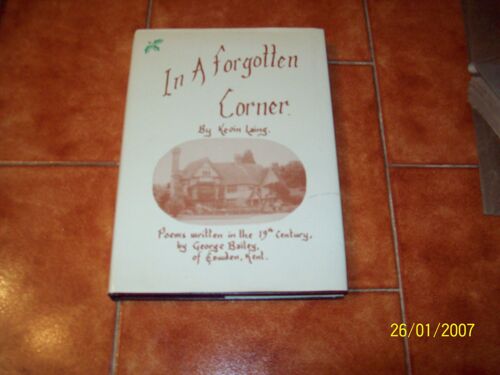 In A Forgotten
Corner.
By Kevin Laing.
Poems written in the 19th Century,
by George Bailey,
of Cowden, Kent.
26/01/2007